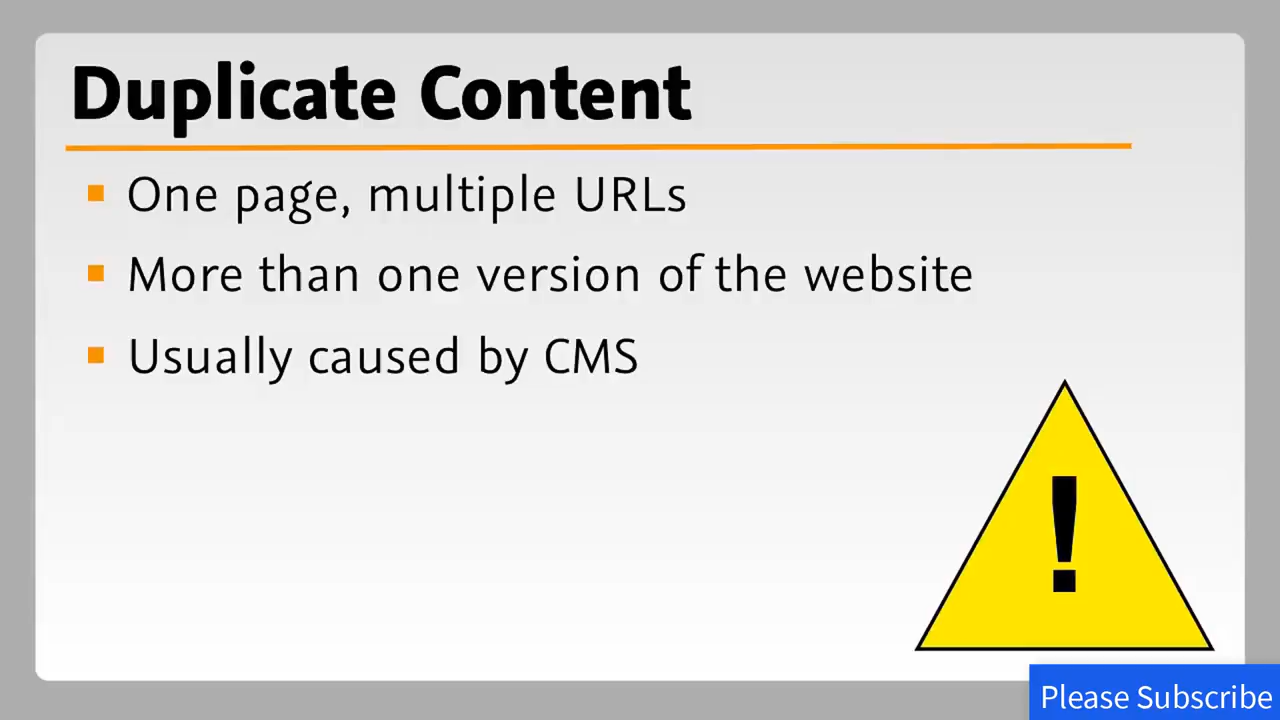 Duplicate Content
One page, multiple URLs
More than one version of the website
Usually caused by CMS
!
Please Subscribe